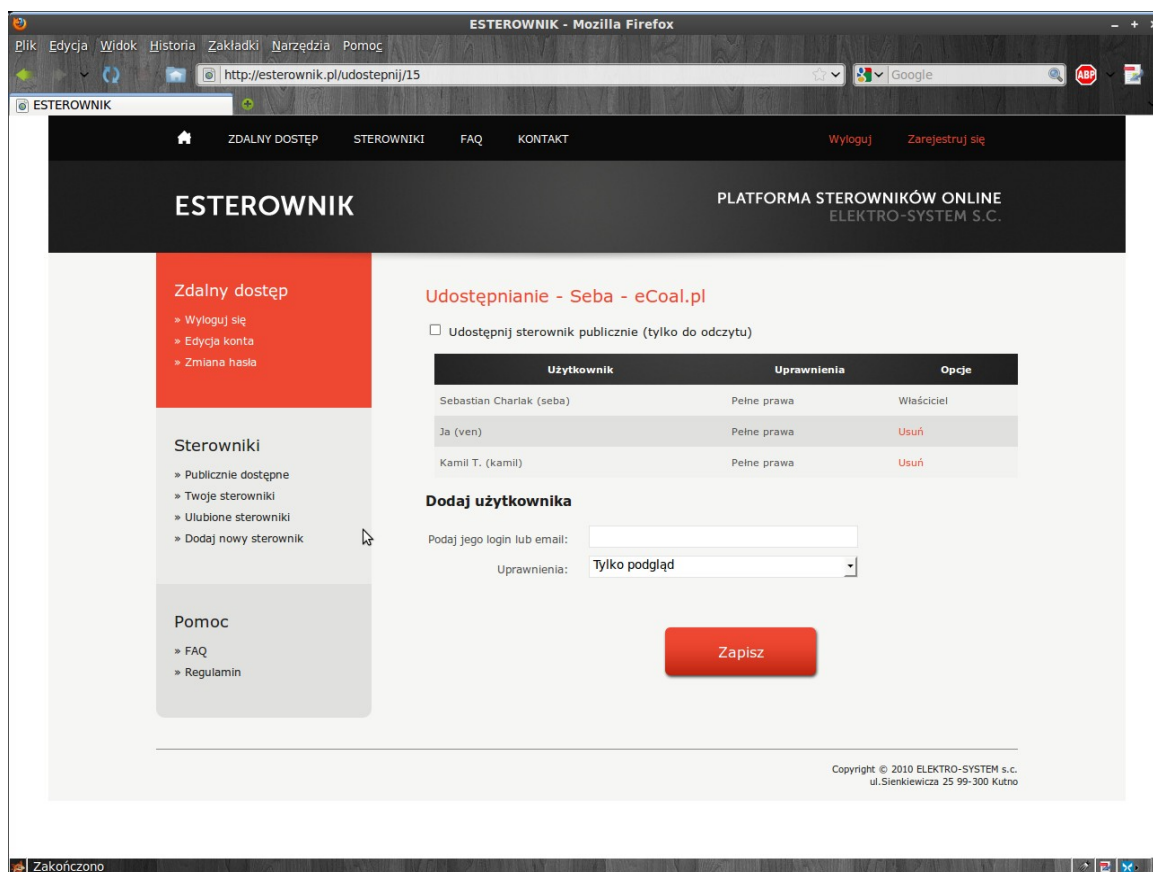 ESTEROWNIK - Mozilla Firefox
Plik Edycja Widok Historia Zakładki Narzędzia Pomoc
http://esterownik.pl/udostepnij/15 Google ABP
ESTEROWNIK
ZDALNY DOSTĘP STEROWNIKI FAQ KONTAKT Wyloguj Zarejestruj się
ESTEROWNIK
PLATFORMA STEROWNIKÓW ONLINE
ELEKTRO-SYSTEM S.C.
Zdalny dostęp
» Wyloguj się
» Edycja konta
» Zmiana hasła
Sterowniki
» Publicznie dostępne
» Twoje sterowniki
» Ulubione sterowniki
» Dodaj nowy sterownik
Pomoc
» FAQ
» Regulamin
Udostępnianie - Seba - eCoal.pl
Udostępnij sterownik publicznie (tylko do odczytu)
Użytkownik Uprawnienia Opcje
Sebastian Charlak (seba) Pełne prawa Właściciel
Ja (ven) Pełne prawa Usuń
Kamil T. (kamil) Pełne prawa Usuń
Dodaj użytkownika
Podaj jego login lub email:
Uprawnienia: Tylko podgląd
Zapisz
Copyright © 2010 ELEKTRO-SYSTEM s.c.
ul.Sienkiewicza 25 99-300 Kutno
Zakończono